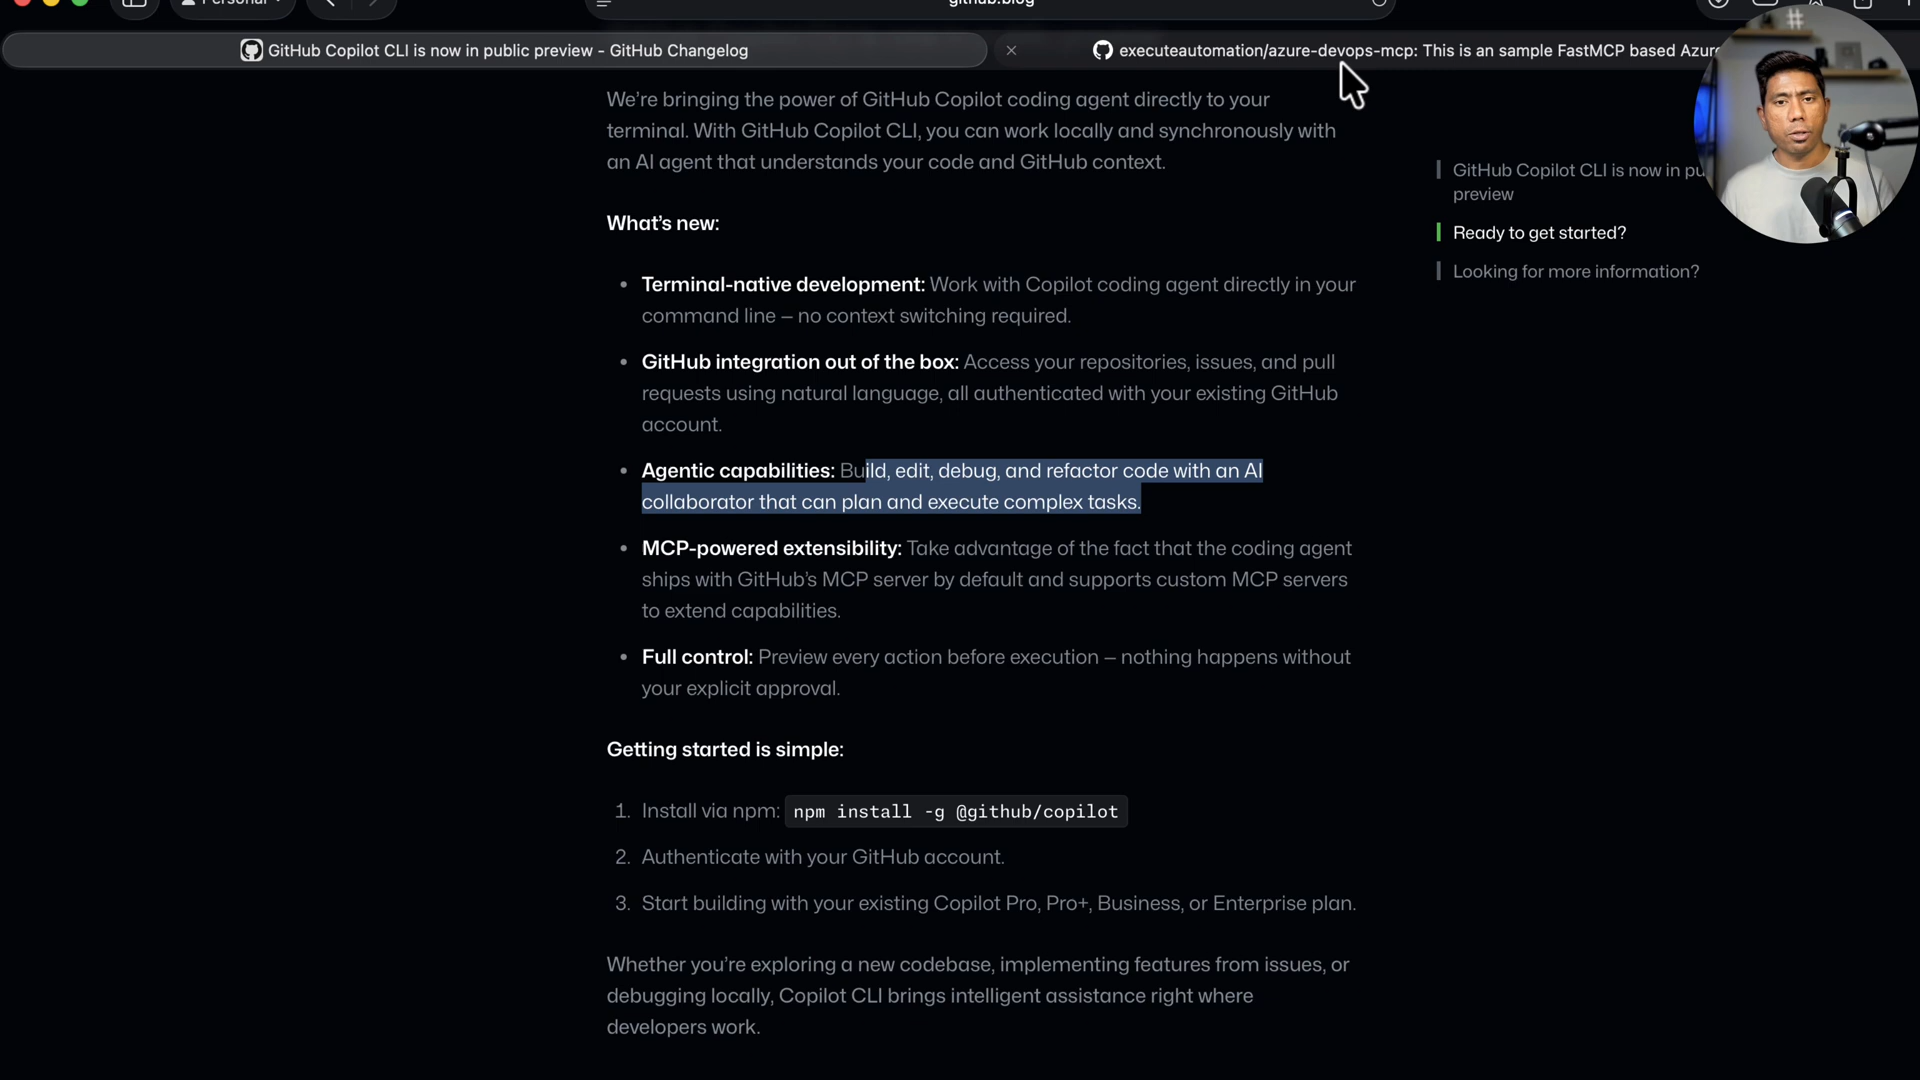 Personal
github.blog
GitHub Copilot CLI is now in public preview - GitHub Changelog
executeautomation/azure-devops-mcp: This is an sample FastMCP based Azure
We're bringing the power of GitHub Copilot coding agent directly to your
terminal. With GitHub Copilot CLI, you can work locally and synchronously with
an AI agent that understands your code and GitHub context.
What's new:
• Terminal-native development: Work with Copilot coding agent directly in your
command line – no context switching required.
• GitHub integration out of the box: Access your repositories, issues, and pull
requests using natural language, all authenticated with your existing GitHub
account.
• Agentic capabilities: Build, edit, debug, and refactor code with an AI
collaborator that can plan and execute complex tasks.
• MCP-powered extensibility: Take advantage of the fact that the coding agent
ships with GitHub's MCP server by default and supports custom MCP servers
to extend capabilities.
• Full control: Preview every action before execution – nothing happens without
your explicit approval.
Getting started is simple:
1. Install via npm: npm install -g @github/copilot
2. Authenticate with your GitHub account.
3. Start building with your existing Copilot Pro, Pro+, Business, or Enterprise plan.
Whether you're exploring a new codebase, implementing features from issues, or
debugging locally, Copilot CLI brings intelligent assistance right where
developers work.
GitHub Copilot CLI is now in pu
preview
Ready to get started?
Looking for more information?